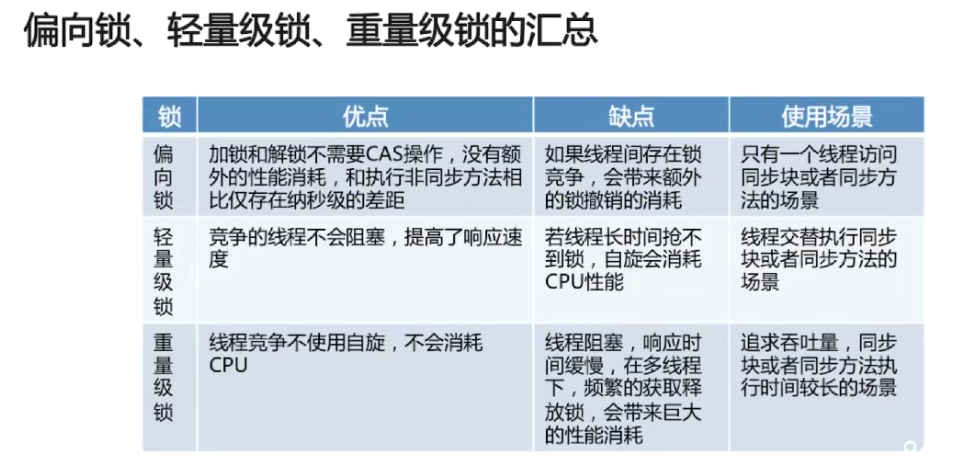 偏向锁、轻量级锁、重量级锁的汇总
锁 优点 缺点 使用场景
偏向锁
加锁和解锁不需要CAS操作，没有额
外的性能消耗，和执行非同步方法相
比仅存在纳秒级的差距
如果线程间存在锁
竞争，会带来额外
的锁撤销的消耗
只有一个线程访问
同步块或者同步方
法的场景
轻量级锁
竞争的线程不会阻塞，提高了响应速
度
若线程长时间抢不
到锁，自旋会消耗
CPU性能
线程交替执行同步
块或者同步方法的
场景
重量级锁
线程竞争不使用自旋，不会消耗
CPU
线程阻塞，响应时
间缓慢，在多线程
下，频繁的获取释
放锁，会带来巨大
的性能消耗
追求吞吐量，同步
块或者同步方法执
行时间较长的场景